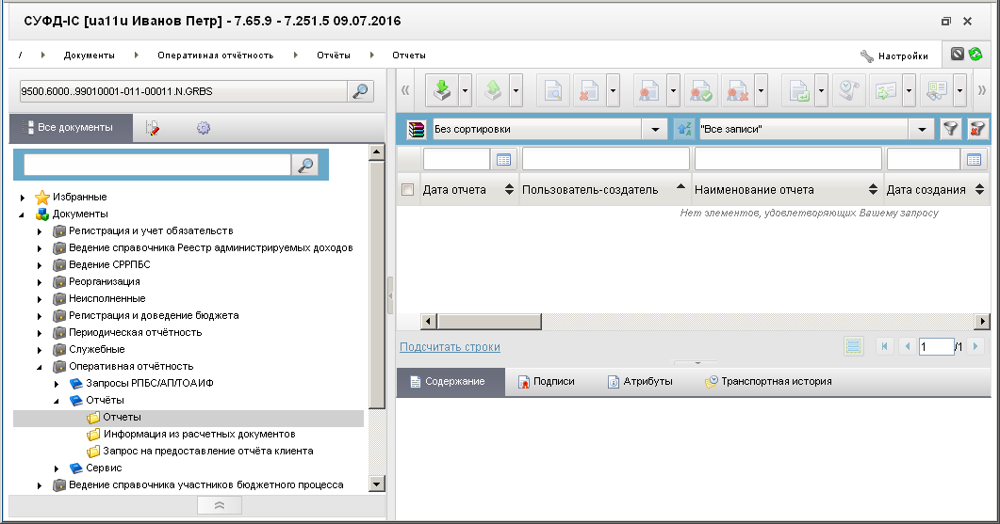 СУФД-IC [ua11u Иванов Петр] - 7.65.9 - 7.251.5 09.07.2016
/ Документы Оперативная отчётность Отчёты Отчеты Настройки
9500.6000..99010001-011-00011.N.GRBS
Все документы
Без сортировки "Все записи"
Дата отчета Пользователь-создатель Наименование отчета Дата создания
Нет элементов, удовлетворяющих Вашему запросу
Избранные
Документы
Регистрация и учет обязательств
Ведение справочника Реестр администрируемых доходов
Ведение СРРПБС
Реорганизация
Неисполненные
Регистрация и доведение бюджета
Периодическая отчётность
Служебные
Оперативная отчётность
Запросы РПБС/АП/ТОАИФ
Отчёты
Отчеты
Информация из расчетных документов
Запрос на предоставление отчёта клиента
Сервис
Ведение справочника участников бюджетного процесса
Подсчитать строки 1 /1
Содержание Подписи Атрибуты Транспортная история